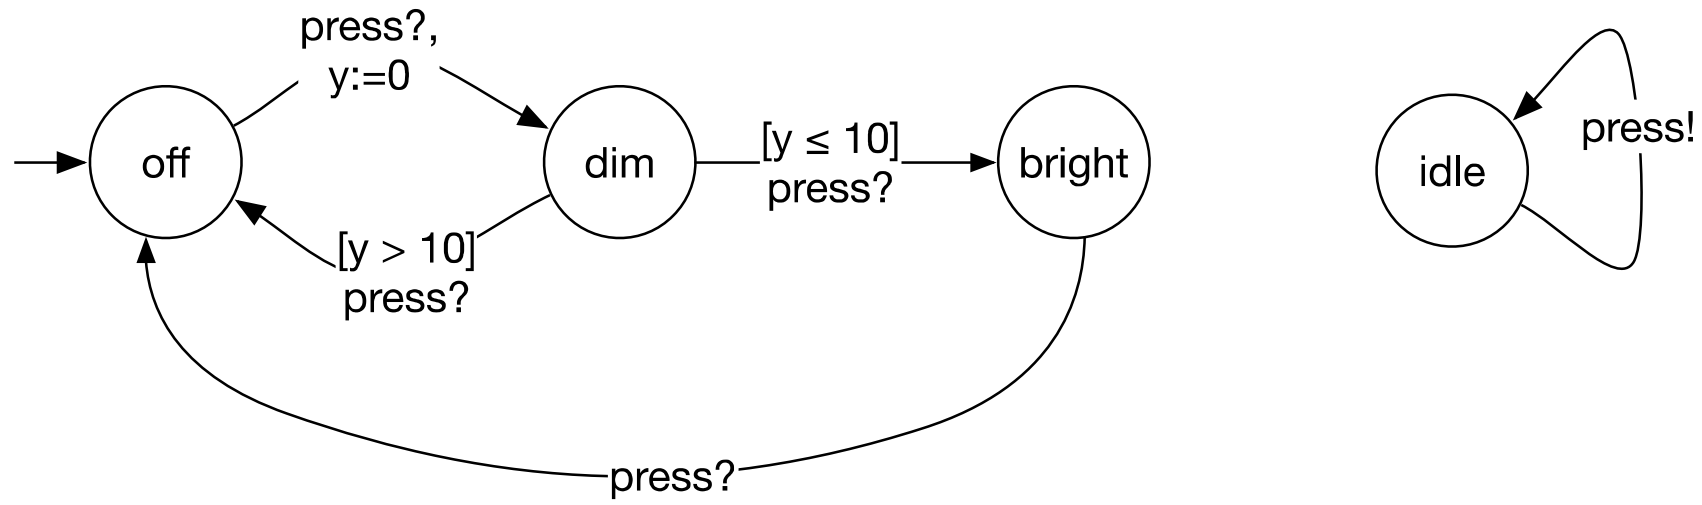 press?,
y:=0
off
dim
[y ≤ 10]
press?
bright
idle
press!
[y > 10]
press?
press?